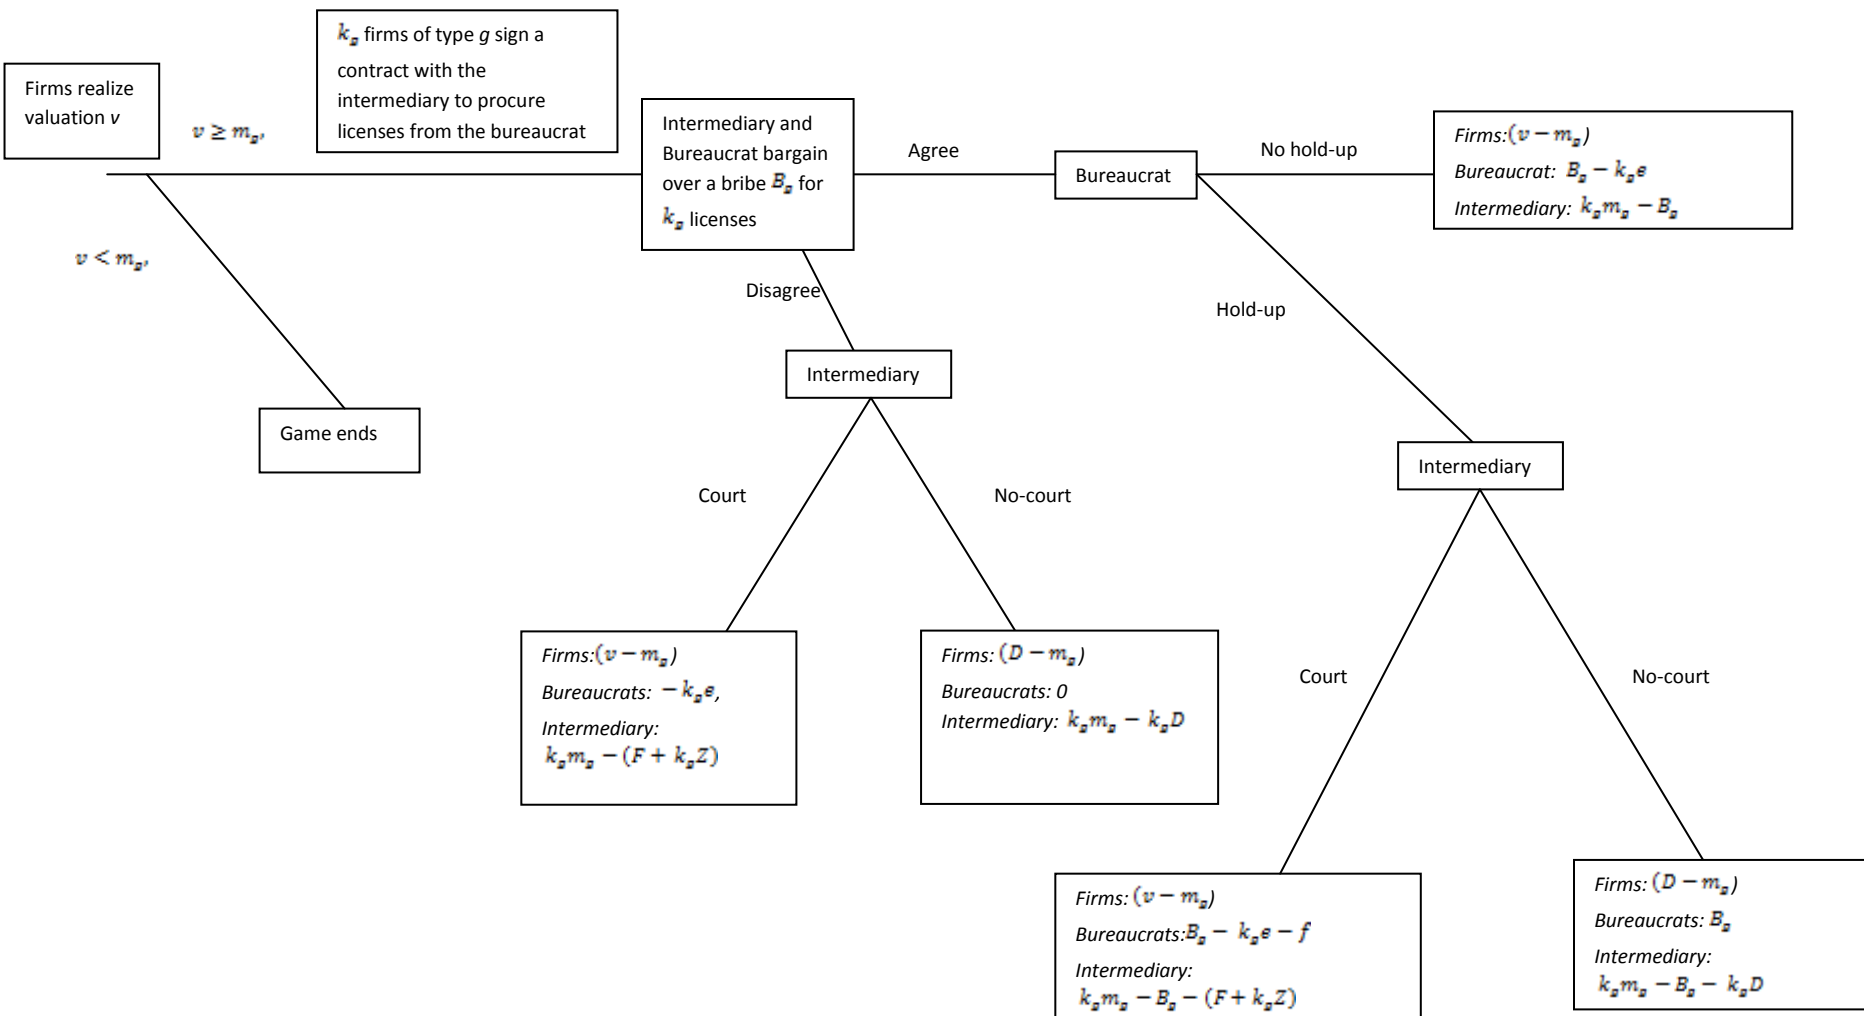 Firms realize
valuation v
v ≥ m_g,
v < m_g,
k_g firms of type g sign a
contract with the
intermediary to procure
licenses from the bureaucrat
Game ends
Intermediary and
Bureaucrat bargain
over a bribe B_g for
k_g licenses
Agree
Disagree
Bureaucrat
No hold-up
Hold-up
Firms:(v − m_g)
Bureaucrat: B_g − k_g e
Intermediary: k_g m_g − B_g
Intermediary
Court
No-court
Firms:(v − m_g)
Bureaucrats: − k_g e,
Intermediary:
k_g m_g − (F + k_g Z)
Firms: (D − m_g)
Bureaucrats: 0
Intermediary: k_g m_g − k_g D
Intermediary
Court
No-court
Firms: (v − m_g)
Bureaucrats:B_g − k_g e − f
Intermediary:
k_g m_g − B_g − (F + k_g Z)
Firms: (D − m_g)
Bureaucrats: B_g
Intermediary:
k_g m_g − B_g − k_g D